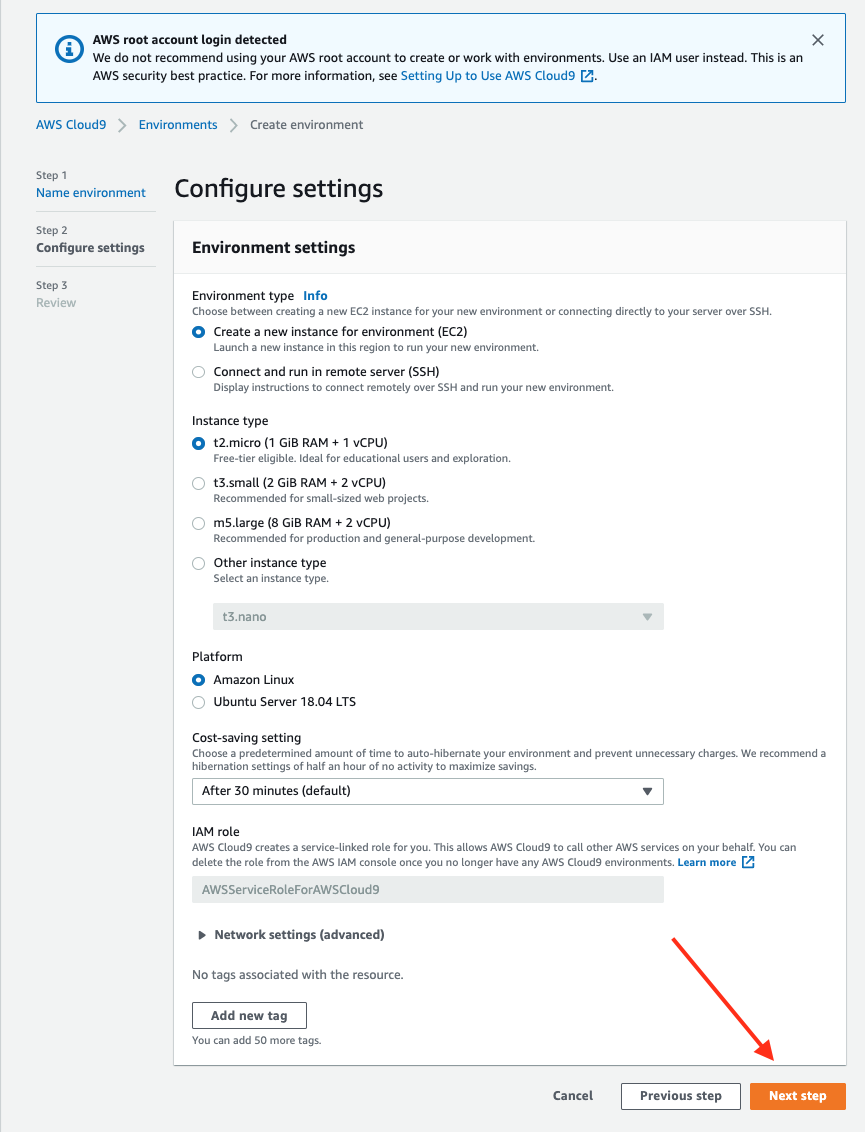 AWS root account login detected
We do not recommend using your AWS root account to create or work with environments. Use an IAM user instead. This is an
AWS security best practice. For more information, see Setting Up to Use AWS Cloud9.
AWS Cloud9 > Environments > Create environment
Step 1
Name environment
Step 2
Configure settings
Step 3
Review
Configure settings
Environment settings
Environment type Info
Choose between creating a new EC2 instance for your new environment or connecting directly to your server over SSH.
Create a new instance for environment (EC2)
Launch a new instance in this region to run your new environment.
Connect and run in remote server (SSH)
Display instructions to connect remotely over SSH and run your new environment.
Instance type
t2.micro (1 GiB RAM + 1 vCPU)
Free-tier eligible. Ideal for educational users and exploration.
t3.small (2 GiB RAM + 2 vCPU)
Recommended for small-sized web projects.
m5.large (8 GiB RAM + 2 vCPU)
Recommended for production and general-purpose development.
Other instance type
Select an instance type.
t3.nano
Platform
Amazon Linux
Ubuntu Server 18.04 LTS
Cost-saving setting
Choose a predetermined amount of time to auto-hibernate your environment and prevent unnecessary charges. We recommend a
hibernation settings of half an hour of no activity to maximize savings.
After 30 minutes (default)
IAM role
AWS Cloud9 creates a service-linked role for you. This allows AWS Cloud9 to call other AWS services on your behalf. You can
delete the role from the AWS IAM console once you no longer have any AWS Cloud9 environments. Learn more
AWSServiceRoleForAWSCloud9
Network settings (advanced)
No tags associated with the resource.
Add new tag
You can add 50 more tags.
Cancel
Previous step
Next step